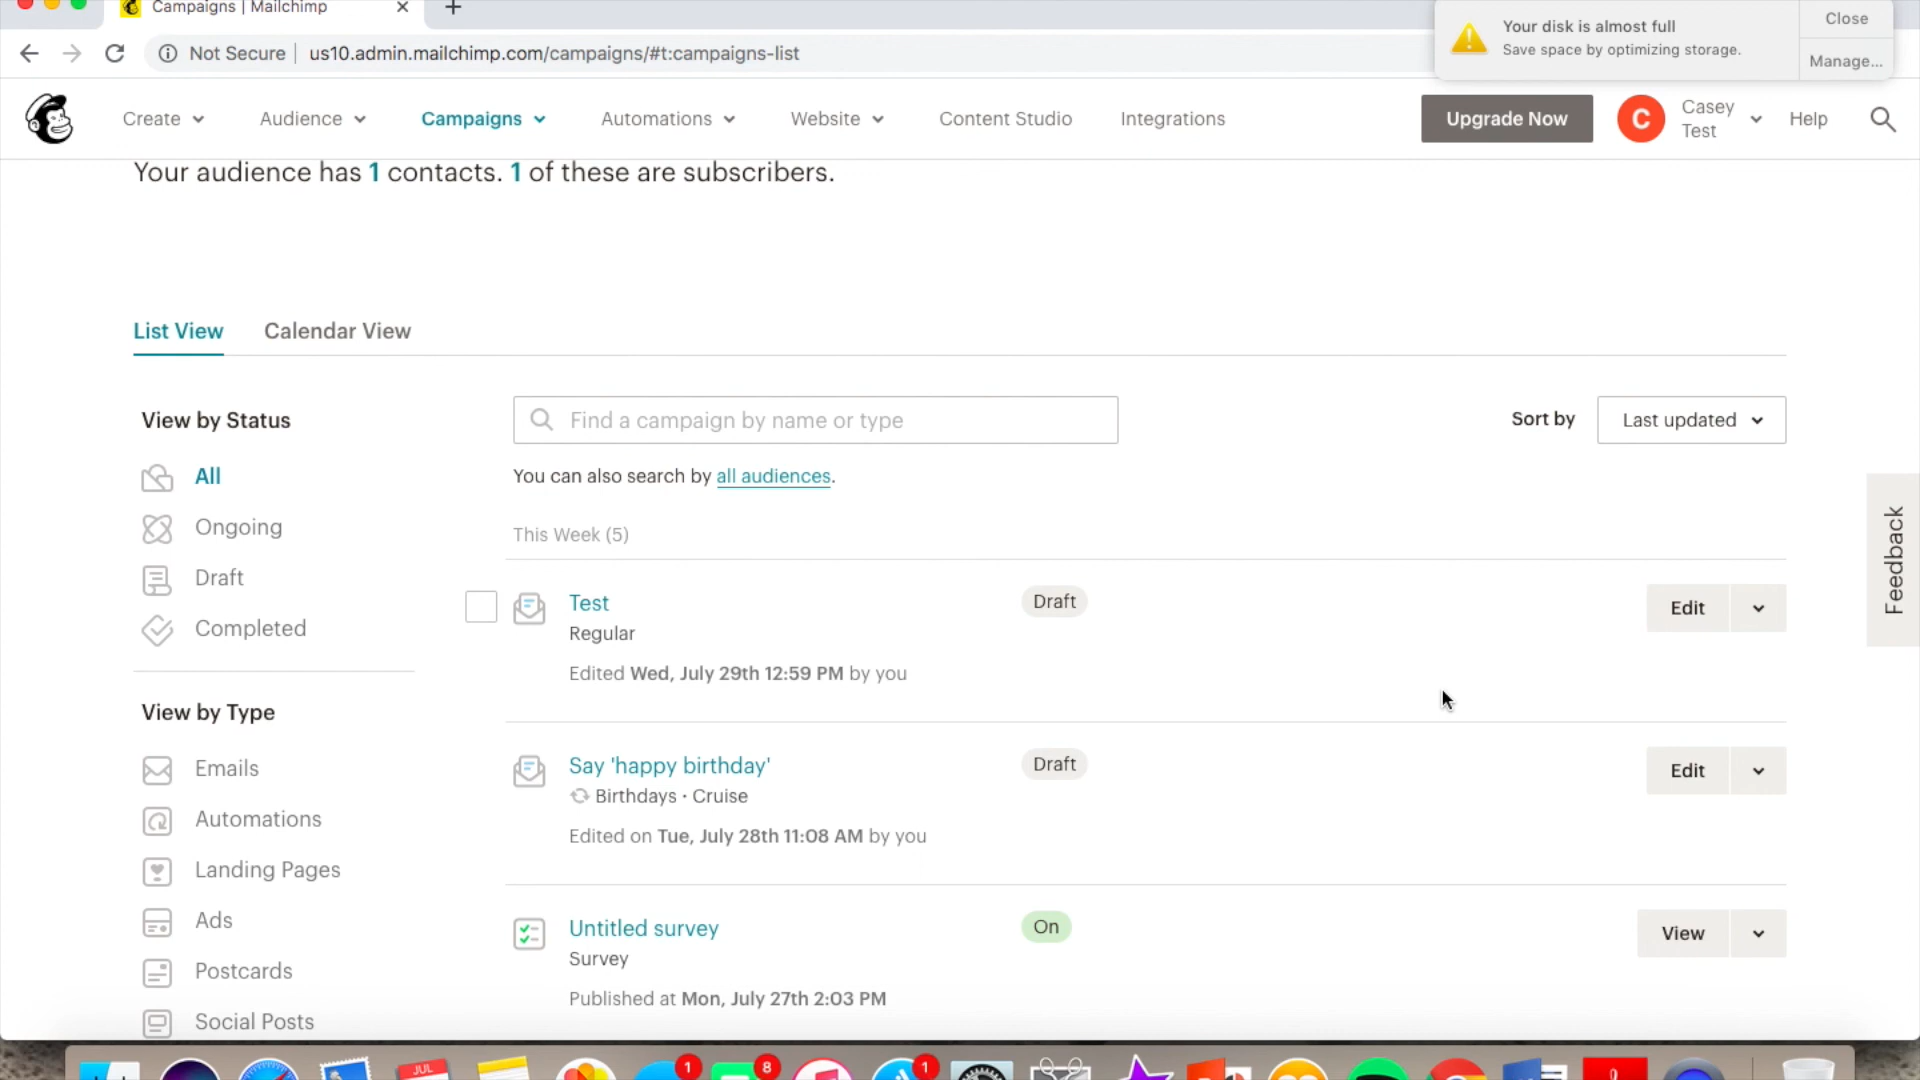 Campaigns | Mailchimp
Your disk is almost full
Save space by optimizing storage.
Close
Manage...
Not Secure
us10.admin.mailchimp.com/campaigns/#t:campaigns-list
Create
Audience
Campaigns
Automations
Website
Content Studio
Integrations
Upgrade Now
C
Casey
Test
Help
Your audience has 1 contacts. 1 of these are subscribers.
List View
Calendar View
View by Status
All
Ongoing
Draft
Completed
View by Type
Emails
Automations
Landing Pages
Ads
Postcards
Social Posts
Find a campaign by name or type
Sort by
Last updated
You can also search by all audiences.
This Week (5)
Test
Draft
Edit
Regular
Edited Wed, July 29th 12:59 PM by you
Say 'happy birthday'
Draft
Edit
Birthdays · Cruise
Edited on Tue, July 28th 11:08 AM by you
Untitled survey
On
View
Survey
Published at Mon, July 27th 2:03 PM
Feedback
JUL
1
8
1